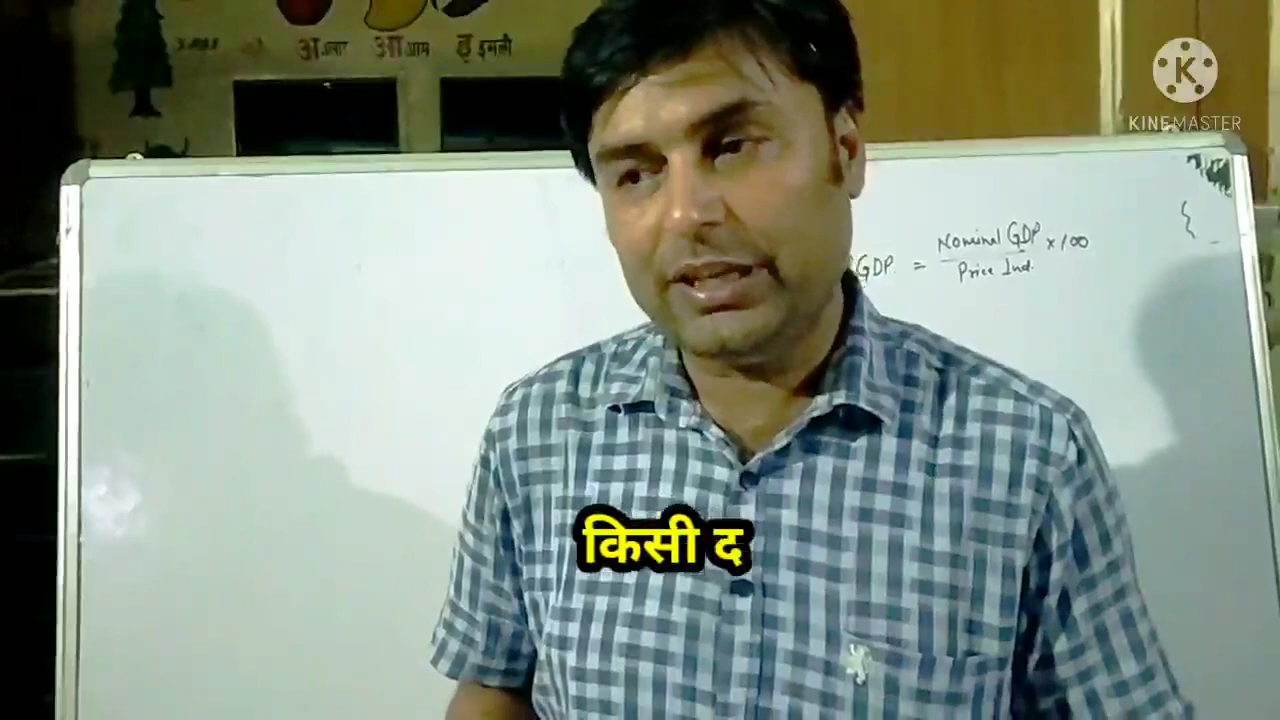 अनार आम इ इमली
K
KINEMASTER
GDP = Nominal GDP × 100
Price Ind.
किसी द